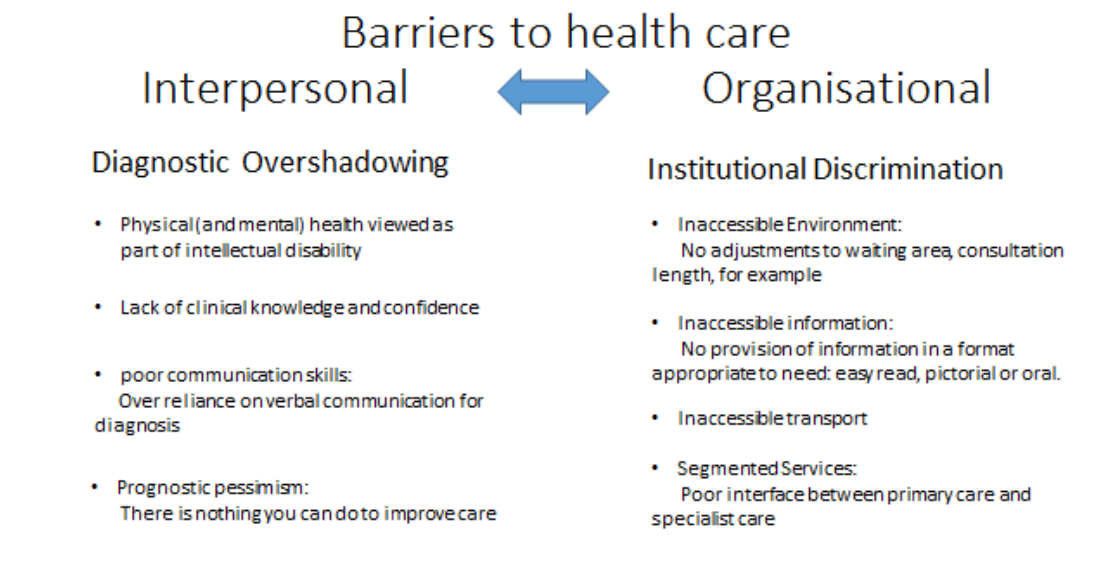 Barriers to health care
Interpersonal
Organisational
Diagnostic Overshadowing
• Physical (and mental) health viewed as
part of intellectual disability
• Lack of clinical knowledge and confidence
• poor communication skills:
Over reliance on verbal communication for
diagnosis
• Prognostic pessimism:
There is nothing you can do to improve care
Institutional Discrimination
• Inaccessible Environment:
No adjustments to waiting area, consultation
length, for example
• Inaccessible information:
No provision of information in a format
appropriate to need: easy read, pictorial or oral.
• Inaccessible transport
• Segmented Services:
Poor interface between primary care and
specialist care